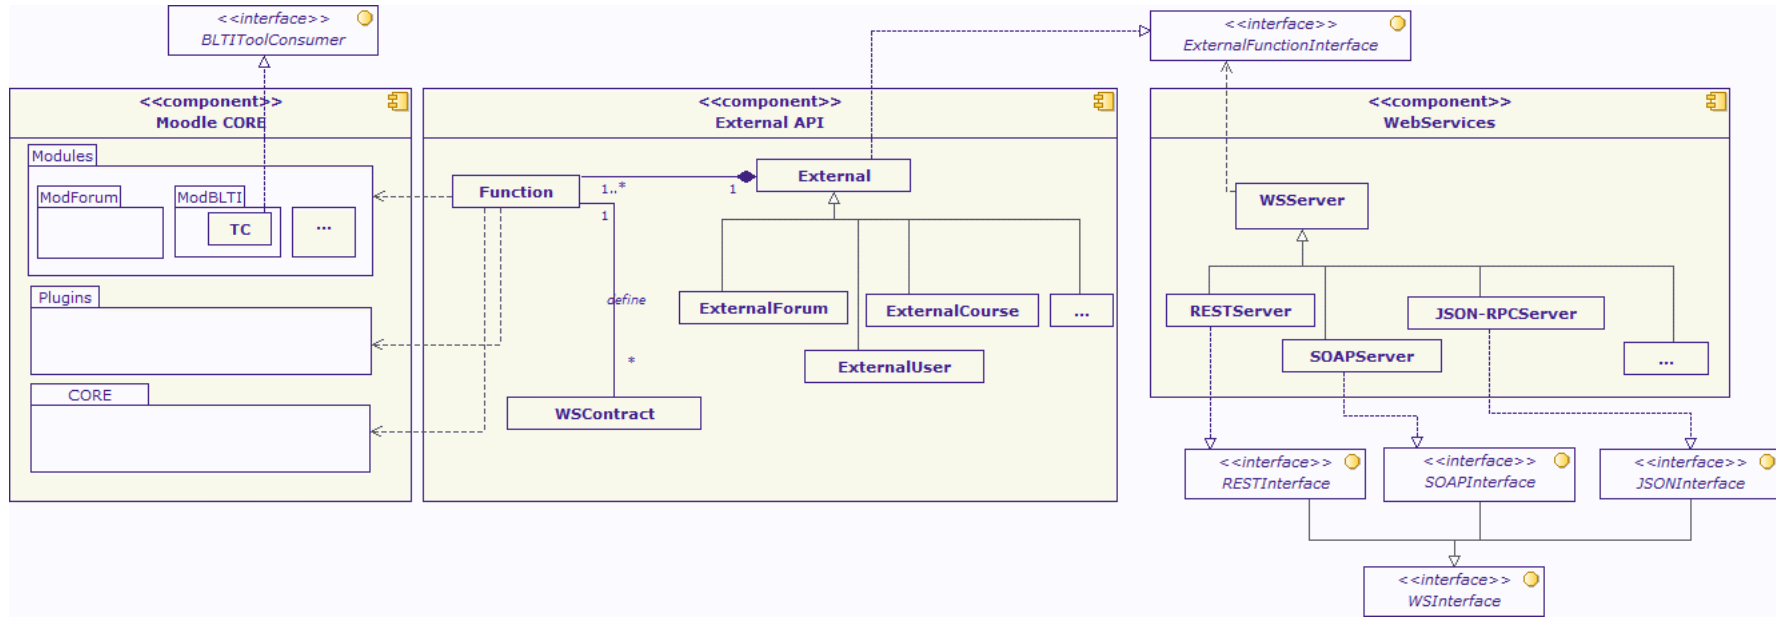 <<interface>>
BLTIToolConsumer
<<interface>>
ExternalFunctionInterface
<<component>>
Moodle CORE
Modules
ModForum
ModBLTI
TC
...
Plugins
CORE
<<component>>
External API
Function
1..*
1
External
1
define
*
WSContract
ExternalForum
ExternalCourse
...
ExternalUser
<<component>>
WebServices
WSServer
RESTServer
JSON-RPCServer
SOAPServer
...
<<interface>>
RESTInterface
<<interface>>
SOAPInterface
<<interface>>
JSONInterface
<<interface>>
WSInterface